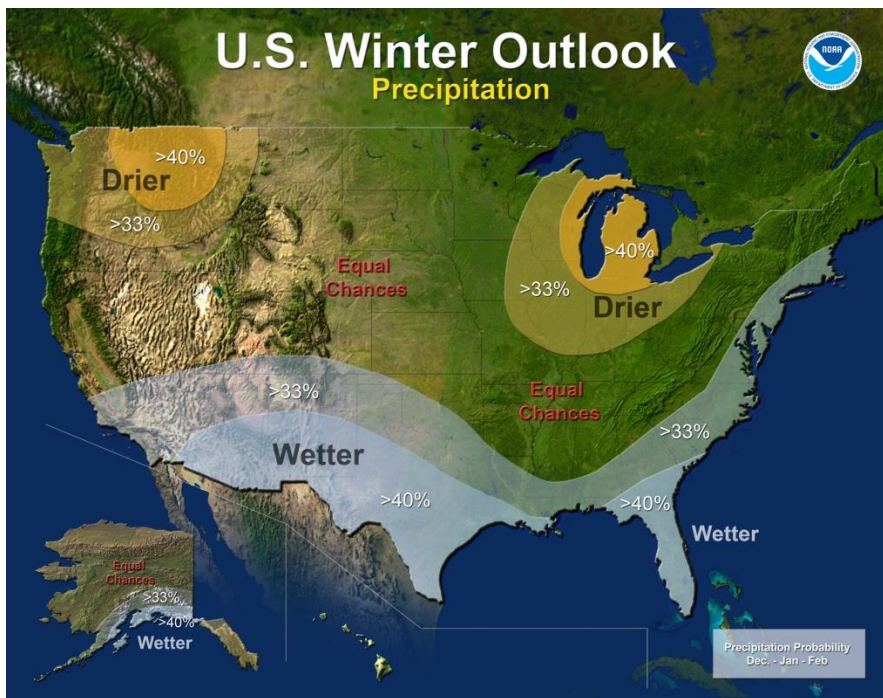 U.S. Winter Outlook
Precipitation
NOAA
>40%
Drier
>33%
Equal
Chances
>40%
>33%
Drier
>33%
Equal
Chances
>33%
Wetter
>40%
>40%
Wetter
Equal
Chances
>33%
>40%
Wetter
Precipitation Probability
Dec. - Jan - Feb